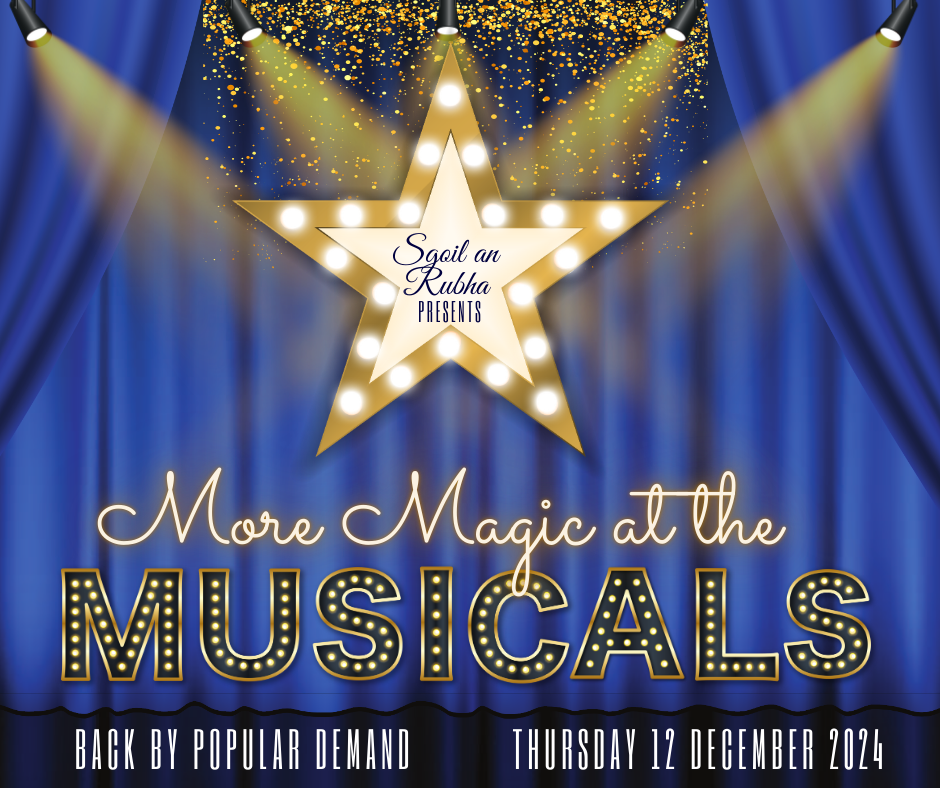 Sgoil an
Rubha
PRESENTS
More Magic at the
MUSICALS
BACK BY POPULAR DEMAND
THURSDAY 12 DECEMBER 2024